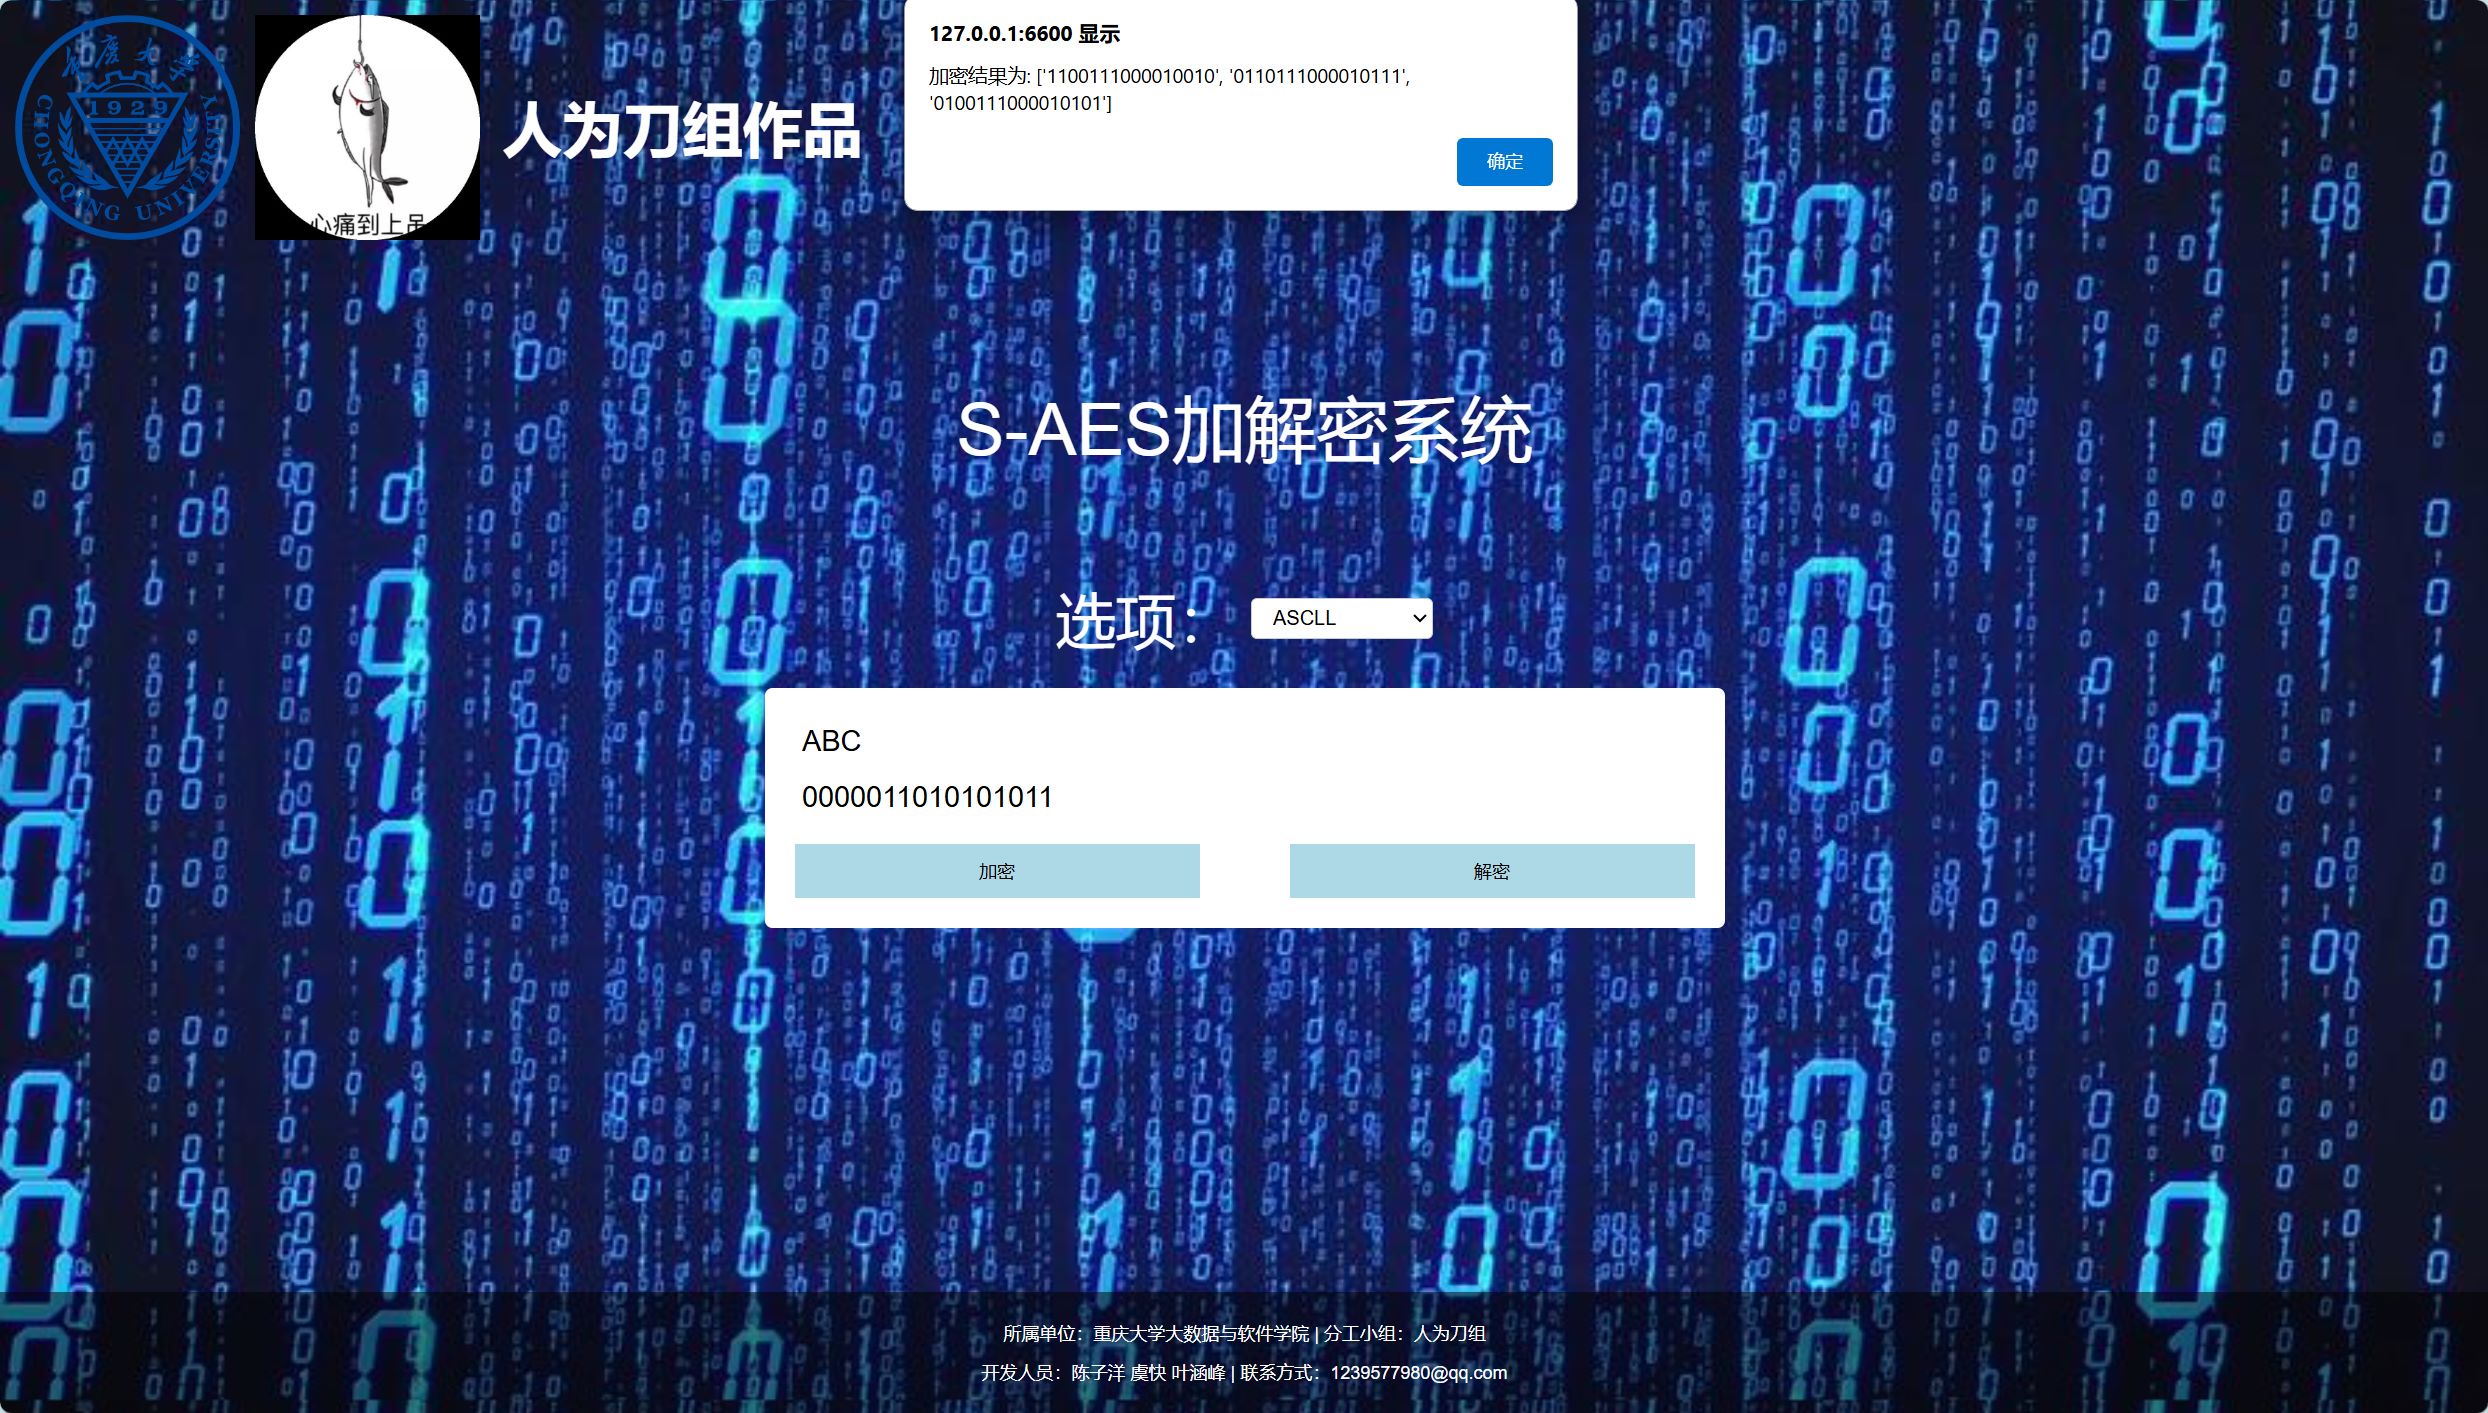 重庆大学
1929
CHONGQING UNIVERSITY
心痛到上吊
人为刀组作品
127.0.0.1:6600 显示
加密结果为: ['1100111000010010', '0110111000010111',
'0100111000010101']
确定
S-AES加解密系统
选项：
ASCLL
ABC
0000011010101011
加密
解密
所属单位：重庆大学大数据与软件学院 | 分工小组：人为刀组
开发人员：陈子洋 虞快 叶涵峰 | 联系方式：1239577980@qq.com